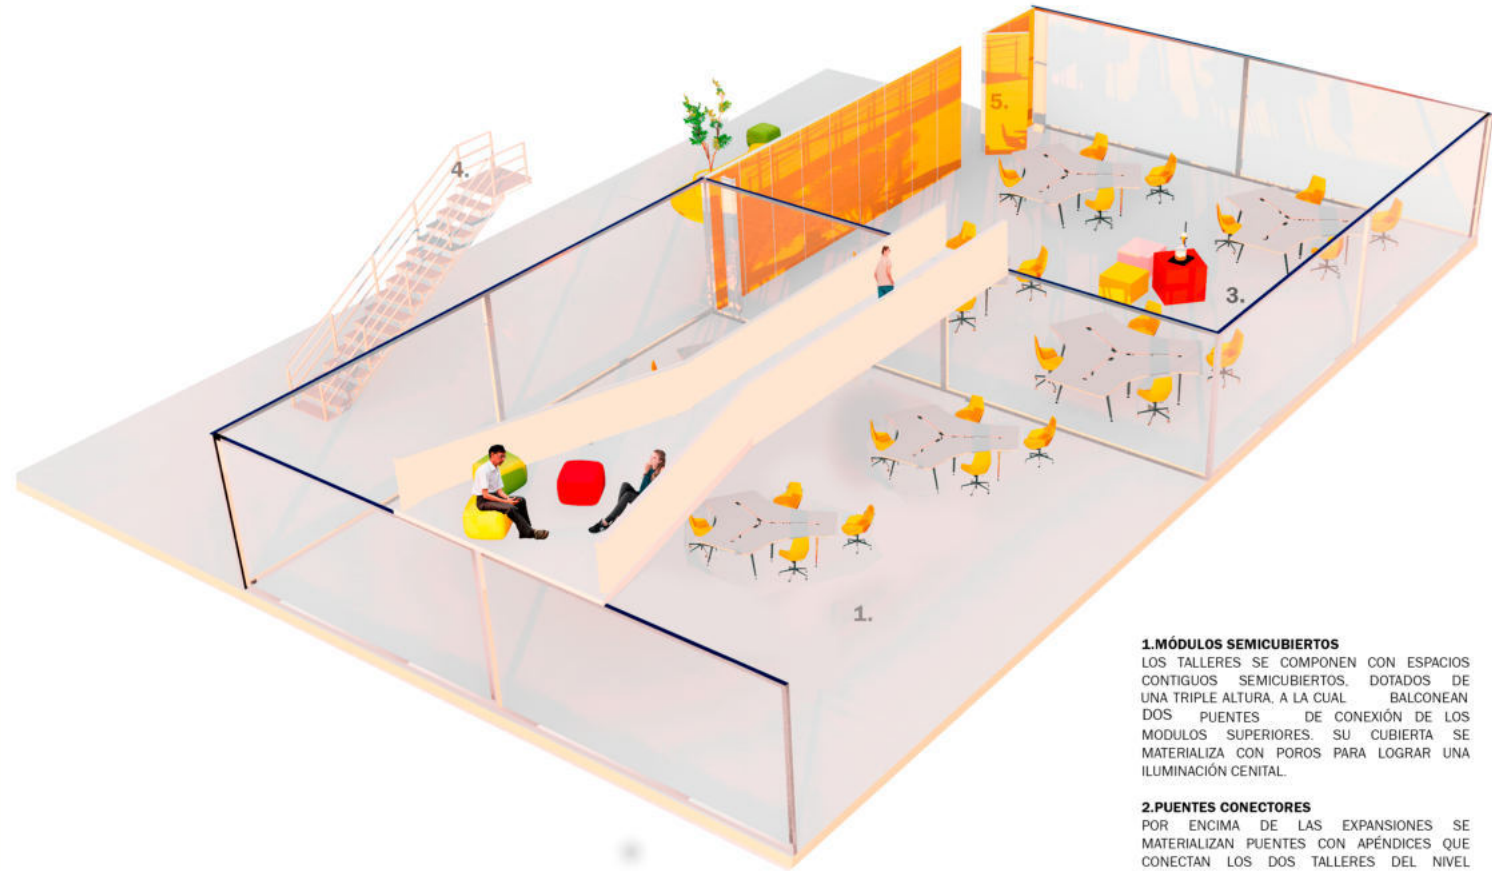 5.
4.
3.
1.
1.MÓDULOS SEMICUBIERTOS
LOS TALLERES SE COMPONEN CON ESPACIOS
CONTIGUOS SEMICUBIERTOS, DOTADOS DE
UNA TRIPLE ALTURA, A LA CUAL BALCONEAN
DOS PUENTES DE CONEXIÓN DE LOS
MODULOS SUPERIORES. SU CUBIERTA SE
MATERIALIZA CON POROS PARA LOGRAR UNA
ILUMINACIÓN CENITAL.
2.PUENTES CONECTORES
POR ENCIMA DE LAS EXPANSIONES SE
MATERIALIZAN PUENTES CON APÉNDICES QUE
CONECTAN LOS DOS TALLERES DEL NIVEL